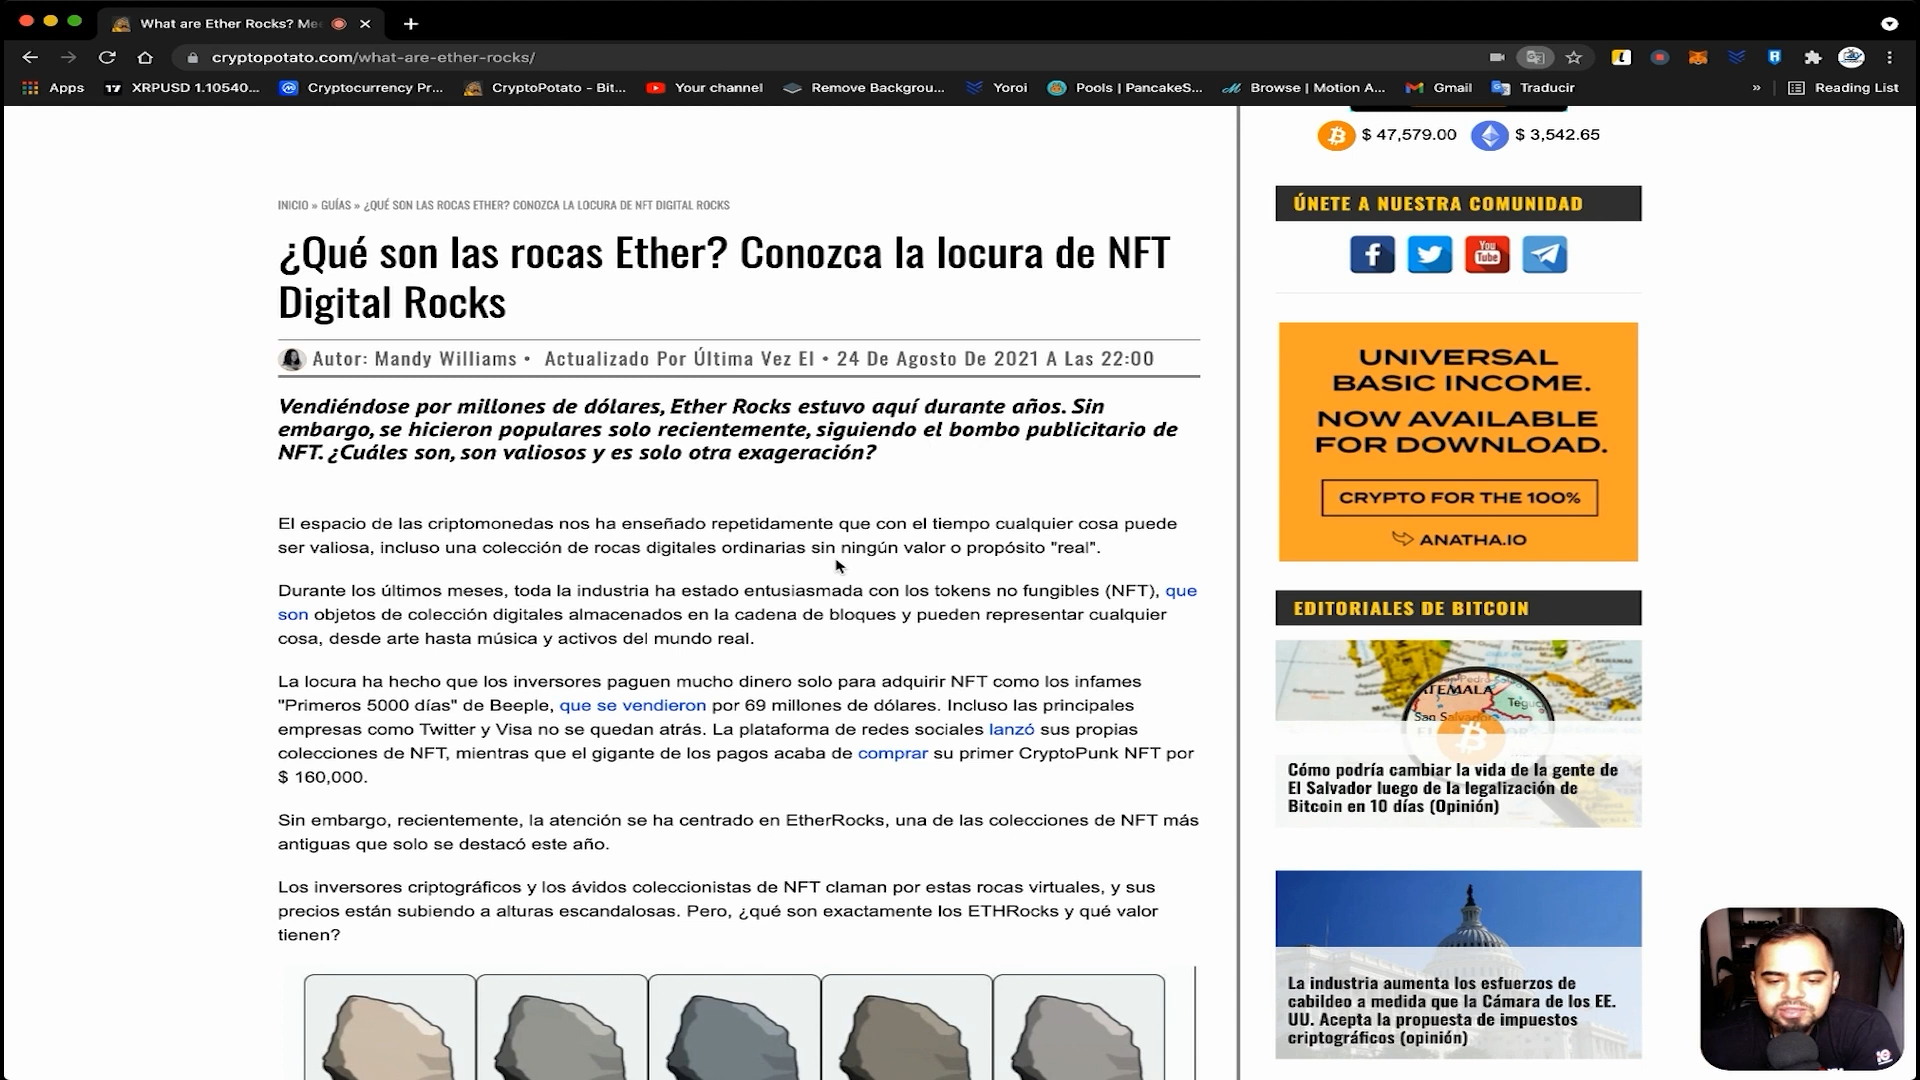 What are Ether Rocks? Me
cryptopotato.com/what-are-ether-rocks/
Apps
XRPUSD 1.10540...
Cryptocurrency Pr...
CryptoPotato - Bit...
Your channel
Remove Backgrou...
Yoroi
Pools | PancakeS...
Browse | Motion A...
Gmail
Traducir
»
Reading List
$ 47,579.00
$ 3,542.65
INICIO » GUÍAS » ¿QUÉ SON LAS ROCAS ETHER? CONOZCA LA LOCURA DE NFT DIGITAL ROCKS
¿Qué son las rocas Ether? Conozca la locura de NFT
Digital Rocks
Autor: Mandy Williams • Actualizado Por Última Vez El • 24 De Agosto De 2021 A Las 22:00
Vendiéndose por millones de dólares, Ether Rocks estuvo aquí durante años. Sin
embargo, se hicieron populares solo recientemente, siguiendo el bombo publicitario de
NFT. ¿Cuáles son, son valiosos y es solo otra exageración?
El espacio de las criptomonedas nos ha enseñado repetidamente que con el tiempo cualquier cosa puede
ser valiosa, incluso una colección de rocas digitales ordinarias sin ningún valor o propósito "real".
Durante los últimos meses, toda la industria ha estado entusiasmada con los tokens no fungibles (NFT), que
son objetos de colección digitales almacenados en la cadena de bloques y pueden representar cualquier
cosa, desde arte hasta música y activos del mundo real.
La locura ha hecho que los inversores paguen mucho dinero solo para adquirir NFT como los infames
"Primeros 5000 días" de Beeple, que se vendieron por 69 millones de dólares. Incluso las principales
empresas como Twitter y Visa no se quedan atrás. La plataforma de redes sociales lanzó sus propias
colecciones de NFT, mientras que el gigante de los pagos acaba de comprar su primer CryptoPunk NFT por
$ 160,000.
Sin embargo, recientemente, la atención se ha centrado en EtherRocks, una de las colecciones de NFT más
antiguas que solo se destacó este año.
Los inversores criptográficos y los ávidos coleccionistas de NFT claman por estas rocas virtuales, y sus
precios están subiendo a alturas escandalosas. Pero, ¿qué son exactamente los ETHRocks y qué valor
tienen?
ÚNETE A NUESTRA COMUNIDAD
You
Tube
UNIVERSAL
BASIC INCOME.
NOW AVAILABLE
FOR DOWNLOAD.
CRYPTO FOR THE 100%
ANATHA.IO
EDITORIALES DE BITCOIN
San Pedro
TEMALA
Teguc
San Salvador
Cómo podría cambiar la vida de la gente de
El Salvador luego de la legalización de
Bitcoin en 10 días (Opinión)
La industria aumenta los esfuerzos de
cabildeo a medida que la Cámara de los EE.
UU. Acepta la propuesta de impuestos
criptográficos (opinión)